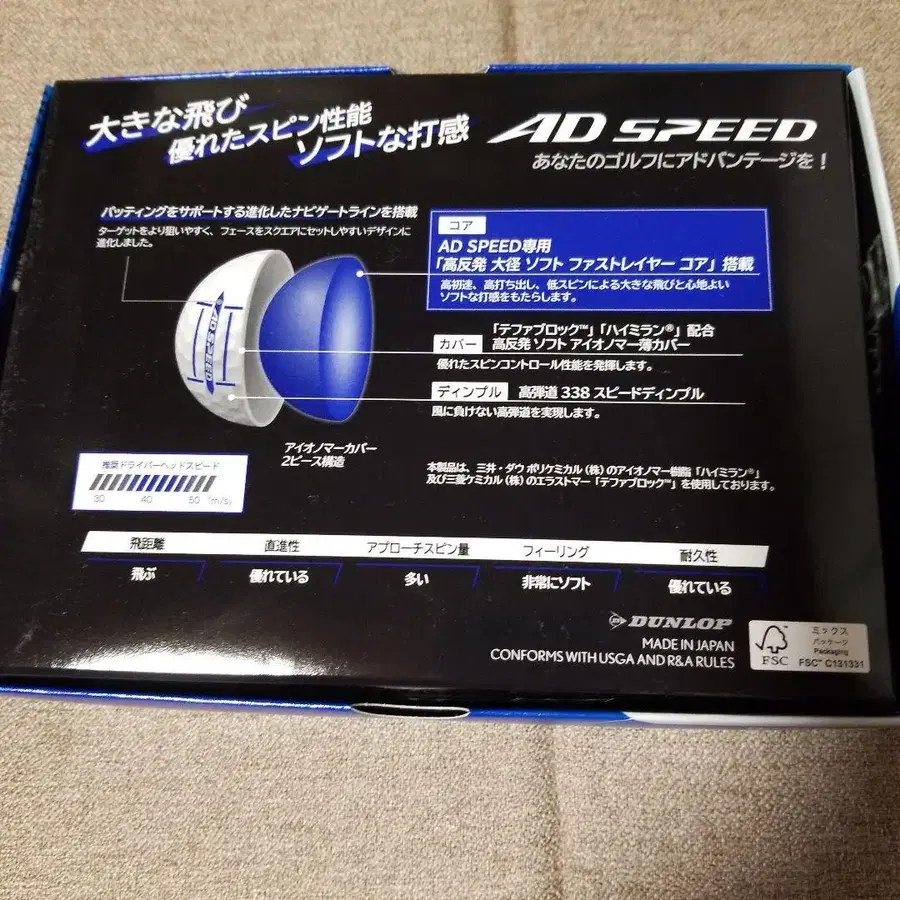 大きな飛び
優れたスピン性能
ソフトな打感
AD SPEED
あなたのゴルフにアドバンテージを!
パッティングをサポートする進化したナビゲートラインを搭載
ターゲットをより狙いやすく、フェースをスクエアにセットしやすいデザインに
進化しました。
AD SPEED
コア
AD SPEED専用
「高反発 大径 ソフト ファストレイヤー コア」搭載
高初速、高打ち出し、低スピンによる大きな飛びと心地よい
ソフトな打感をもたらします。
カバー
「テファブロック™」「ハイミラン®」配合
高反発 ソフト アイオノマー薄カバー
優れたスピンコントロール性能を発揮します。
ディンプル
高弾道 338 スピードディンプル
風に負けない高弾道を実現します。
アイオノマーカバー
2ピース構造
本製品は、三井・ダウ ポリケミカル(株)のアイオノマー樹脂「ハイミラン®」
及び三菱ケミカル(株)のエラストマー「テファブロック™」を使用しております。
推奨ドライバーヘッドスピード
30 40 50 (m/s)
飛距離 直進性 アプローチスピン量 フィーリング 耐久性
飛ぶ 優れている 多い 非常にソフト 優れている
DUNLOP
MADE IN JAPAN
CONFORMS WITH USGA AND R&A RULES
FSC
ミックス
パッケージ
Packaging
FSC™ C131331